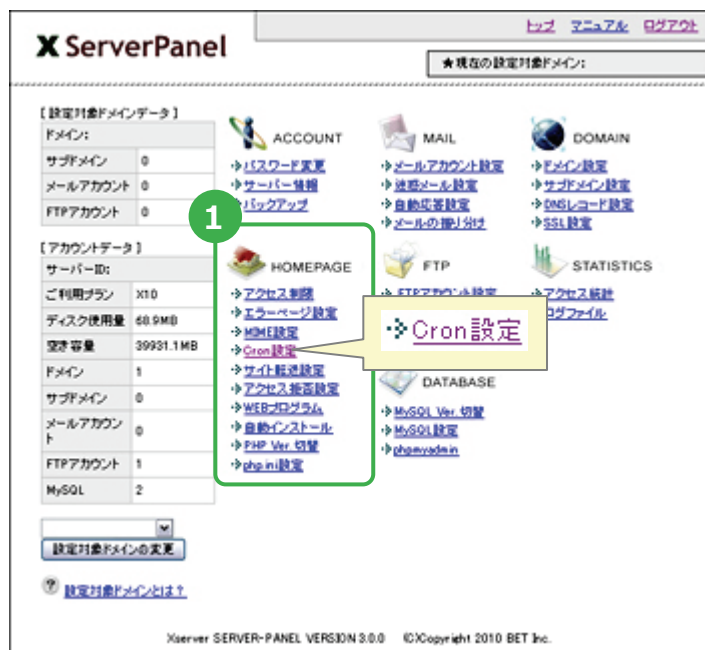 トップ マニュアル ログアウト
X ServerPanel
★現在の設定対象ドメイン:
【設定対象ドメインデータ】
ドメイン:
サブドメイン 0
メールアカウント 0
FTPアカウント 0
【アカウントデータ】
サーバーID:
ご利用プラン X10
ディスク使用量 60.9MB
空き容量 39931.1MB
ドメイン 1
サブドメイン 0
メールアカウント 0
FTPアカウント 1
MySQL 2
設定対象ドメインの変更
設定対象ドメインとは?
ACCOUNT
パスワード変更
サーバー情報
バックアップ
MAIL
メールアカウント設定
迷惑メール設定
自動応答設定
メールの振り分け
DOMAIN
ドメイン設定
サブドメイン設定
DNSレコード設定
SSL設定
1
HOMEPAGE
アクセス制限
エラーページ設定
MIME設定
Cron設定
サイト転送設定
アクセス拒否設定
WEBプログラム
自動インストール
PHP Ver.切替
php.ini設定
FTP
FTPアカウント設定
STATISTICS
アクセス統計
ログファイル
Cron設定
DATABASE
MySQL Ver.切替
MySQL設定
phpmyadmin
Xserver SERVER-PANEL VERSION 3.0.0 (C)Copyright 2010 BET Inc.